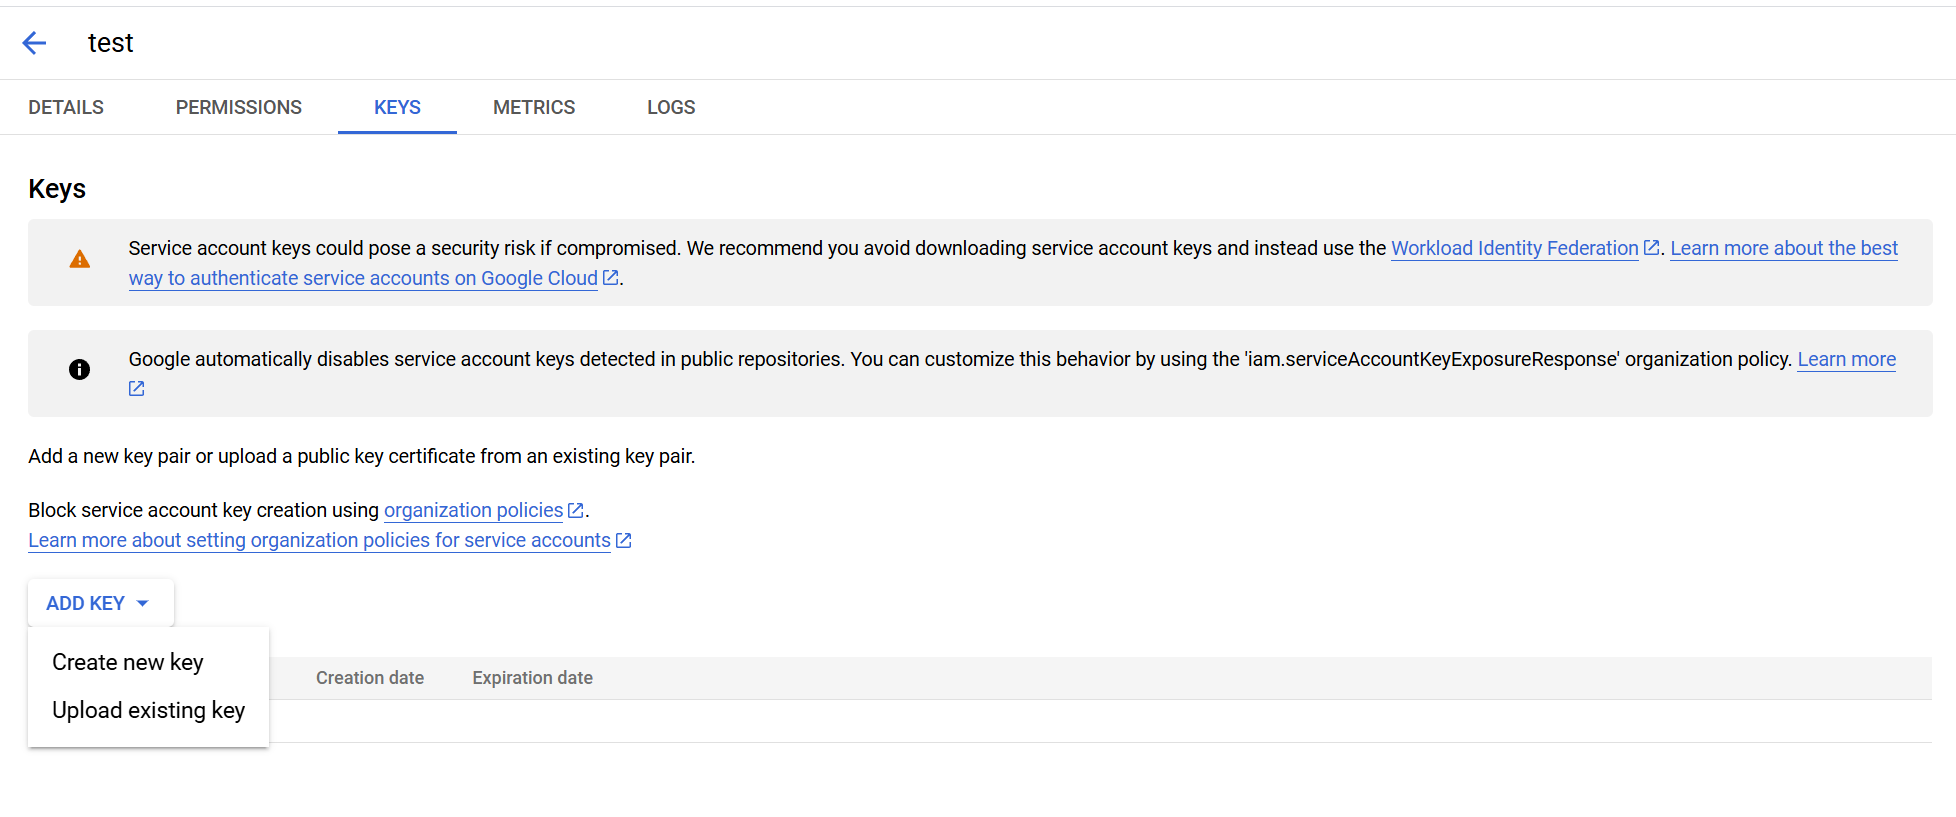 test
DETAILS PERMISSIONS KEYS METRICS LOGS
Keys
Service account keys could pose a security risk if compromised. We recommend you avoid downloading service account keys and instead use the Workload Identity Federation. Learn more about the best
way to authenticate service accounts on Google Cloud.
Google automatically disables service account keys detected in public repositories. You can customize this behavior by using the 'iam.serviceAccountKeyExposureResponse' organization policy. Learn more
Add a new key pair or upload a public key certificate from an existing key pair.
Block service account key creation using organization policies.
Learn more about setting organization policies for service accounts
ADD KEY
Create new key
Creation date Expiration date
Upload existing key